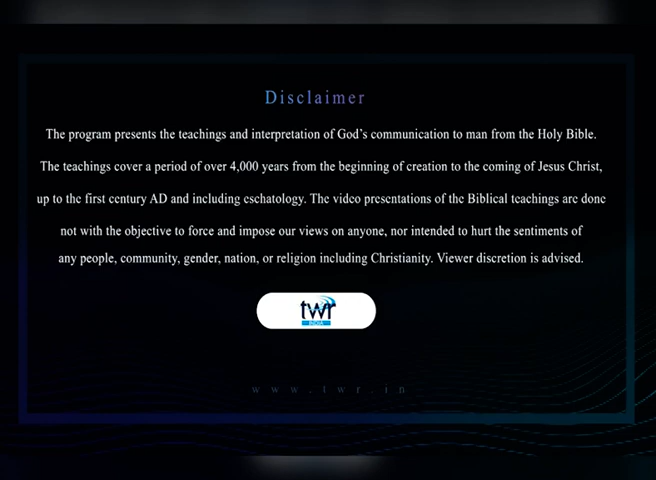 Disclaimer
The program presents the teachings and interpretation of God's communication to man from the Holy Bible.
The teachings cover a period of over 4,000 years from the beginning of creation to the coming of Jesus Christ,
up to the first century AD and including eschatology. The video presentations of the Biblical teachings are done
not with the objective to force and impose our views on anyone, nor intended to hurt the sentiments of
any people, community, gender, nation, or religion including Christianity. Viewer discretion is advised.
twr
INDIA
www.twr.in